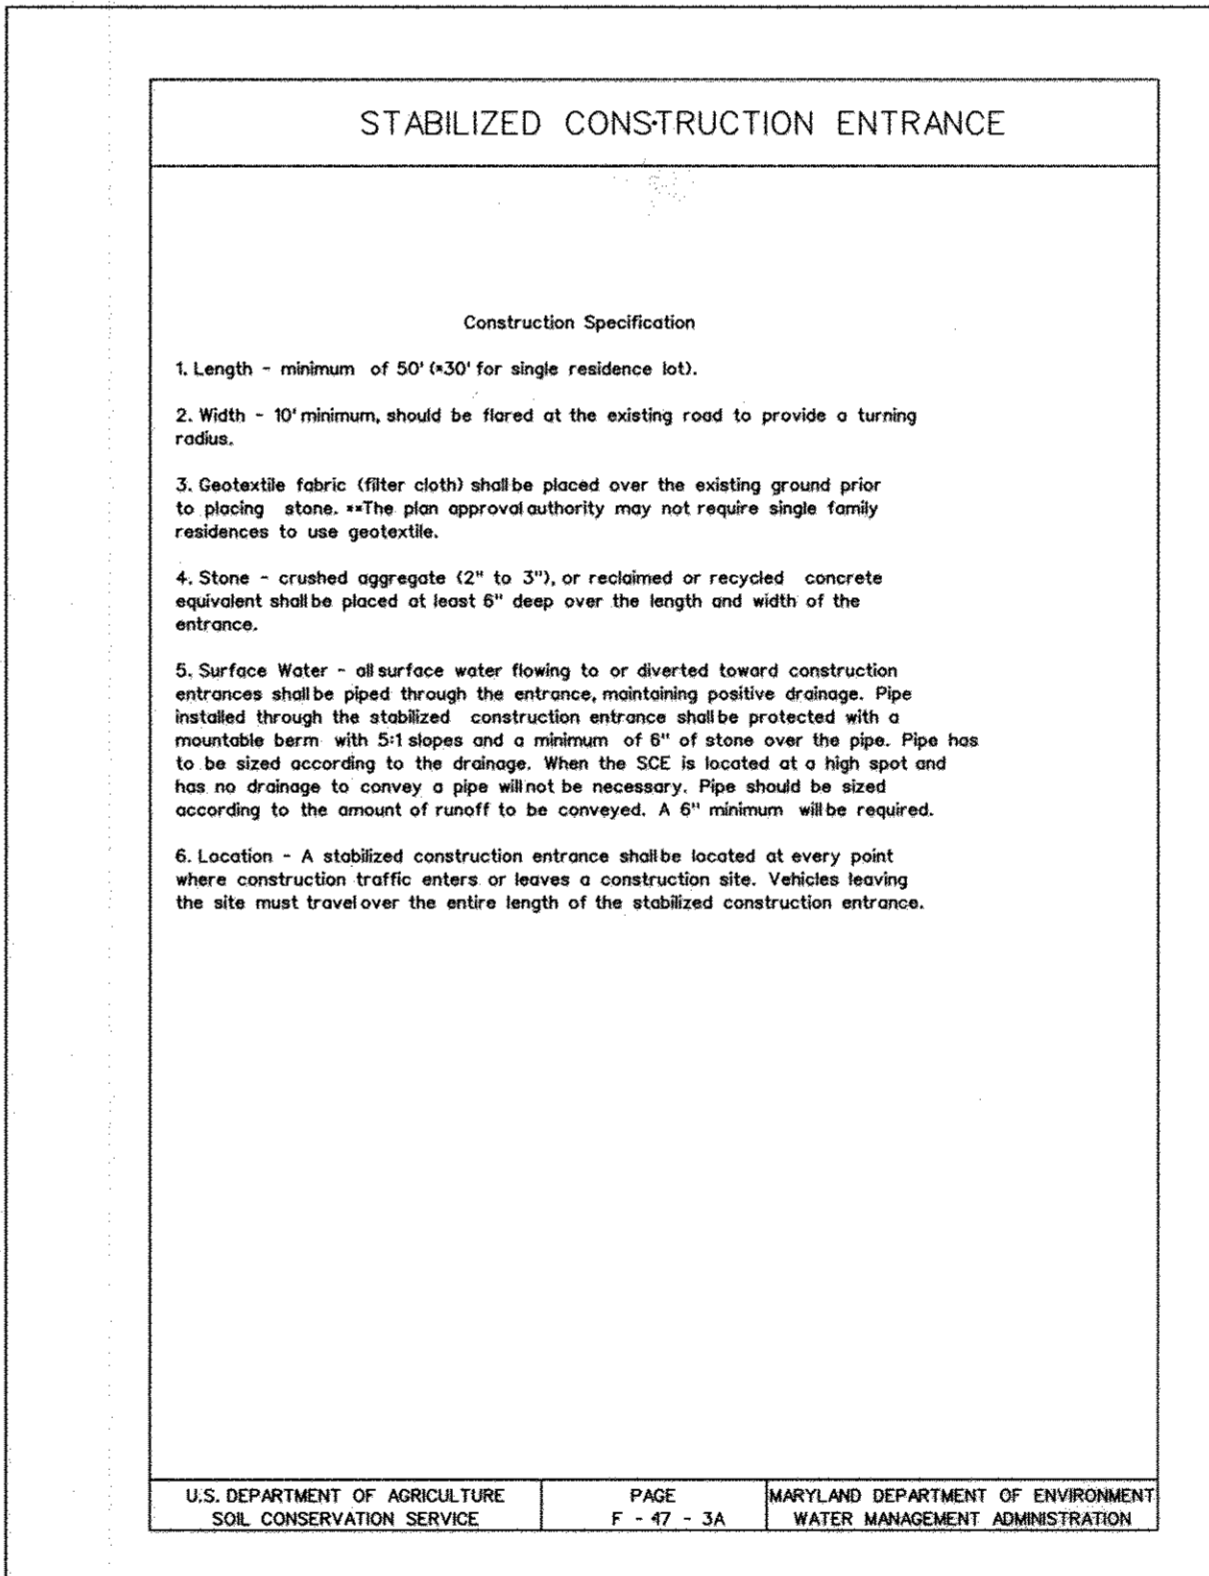 STABILIZED CONSTRUCTION ENTRANCE
Construction Specification
1. Length - minimum of 50' (*30' for single residence lot).
2. Width - 10' minimum, should be flared at the existing road to provide a turning
radius.
3. Geotextile fabric (filter cloth) shall be placed over the existing ground prior
to placing stone. **The plan approval authority may not require single family
residences to use geotextile.
4. Stone - crushed aggregate (2" to 3"), or reclaimed or recycled concrete
equivalent shall be placed at least 6" deep over the length and width of the
entrance.
5. Surface Water - all surface water flowing to or diverted toward construction
entrances shall be piped through the entrance, maintaining positive drainage. Pipe
installed through the stabilized construction entrance shall be protected with a
mountable berm with 5:1 slopes and a minimum of 6" of stone over the pipe. Pipe has
to be sized according to the drainage. When the SCE is located at a high spot and
has no drainage to convey a pipe will not be necessary. Pipe should be sized
according to the amount of runoff to be conveyed. A 6" minimum will be required.
6. Location - A stabilized construction entrance shall be located at every point
where construction traffic enters or leaves a construction site. Vehicles leaving
the site must travel over the entire length of the stabilized construction entrance.
U.S. DEPARTMENT OF AGRICULTURE
SOIL CONSERVATION SERVICE
PAGE
F - 17 - 3A
MARYLAND DEPARTMENT OF ENVIRONMENT
WATER MANAGEMENT ADMINISTRATION